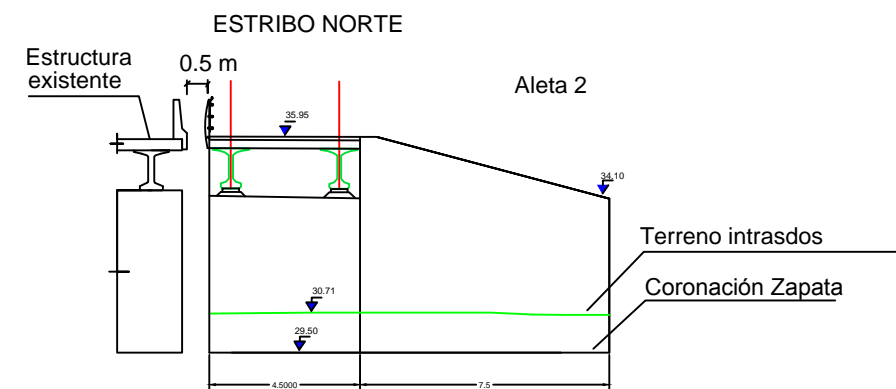 ESTRIBO NORTE
Estructura
existente
0.5 m
Aleta 2
35.95
34.10
Terreno intrasdos
Coronación Zapata
30.71
29.50
4.5000
7.5